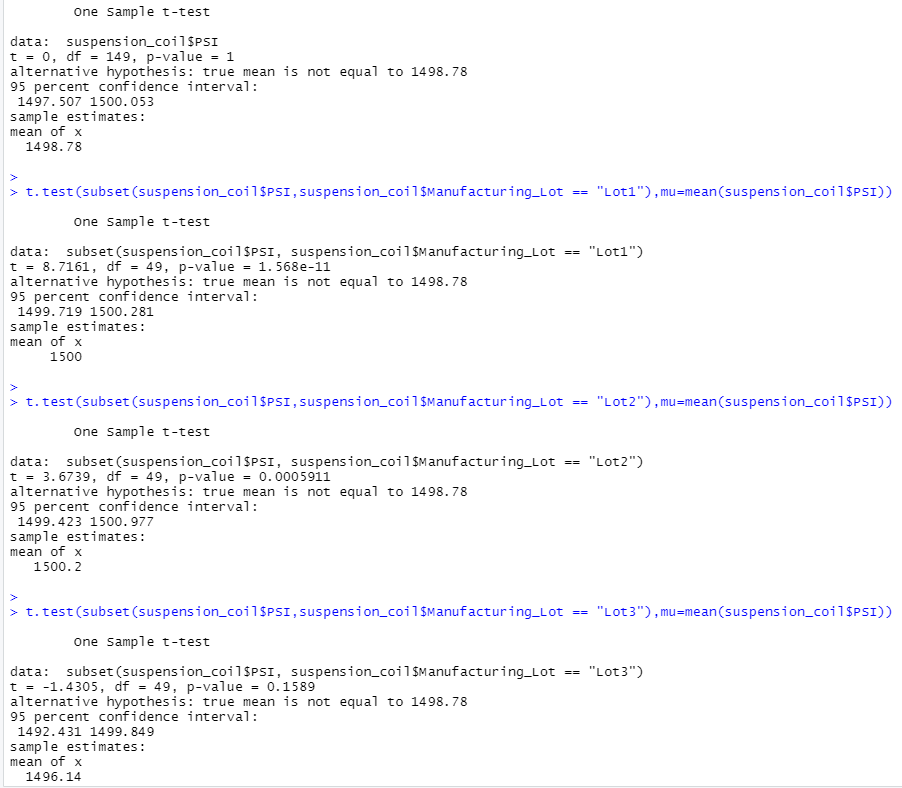 One Sample t-test
data:  suspension_coil$PSI
t = 0, df = 149, p-value = 1
alternative hypothesis: true mean is not equal to 1498.78
95 percent confidence interval:
1497.507 1500.053
sample estimates:
mean of x
1498.78
>
> t.test(subset(suspension_coil$PSI,suspension_coil$Manufacturing_Lot == "Lot1"),mu=mean(suspension_coil$PSI))
One Sample t-test
data:  subset(suspension_coil$PSI, suspension_coil$Manufacturing_Lot == "Lot1")
t = 8.7161, df = 49, p-value = 1.568e-11
alternative hypothesis: true mean is not equal to 1498.78
95 percent confidence interval:
1499.719 1500.281
sample estimates:
mean of x
1500
>
> t.test(subset(suspension_coil$PSI,suspension_coil$Manufacturing_Lot == "Lot2"),mu=mean(suspension_coil$PSI))
One Sample t-test
data:  subset(suspension_coil$PSI, suspension_coil$Manufacturing_Lot == "Lot2")
t = 3.6739, df = 49, p-value = 0.0005911
alternative hypothesis: true mean is not equal to 1498.78
95 percent confidence interval:
1499.423 1500.977
sample estimates:
mean of x
1500.2
>
> t.test(subset(suspension_coil$PSI,suspension_coil$Manufacturing_Lot == "Lot3"),mu=mean(suspension_coil$PSI))
One Sample t-test
data:  subset(suspension_coil$PSI, suspension_coil$Manufacturing_Lot == "Lot3")
t = -1.4305, df = 49, p-value = 0.1589
alternative hypothesis: true mean is not equal to 1498.78
95 percent confidence interval:
1492.431 1499.849
sample estimates:
mean of x
1496.14